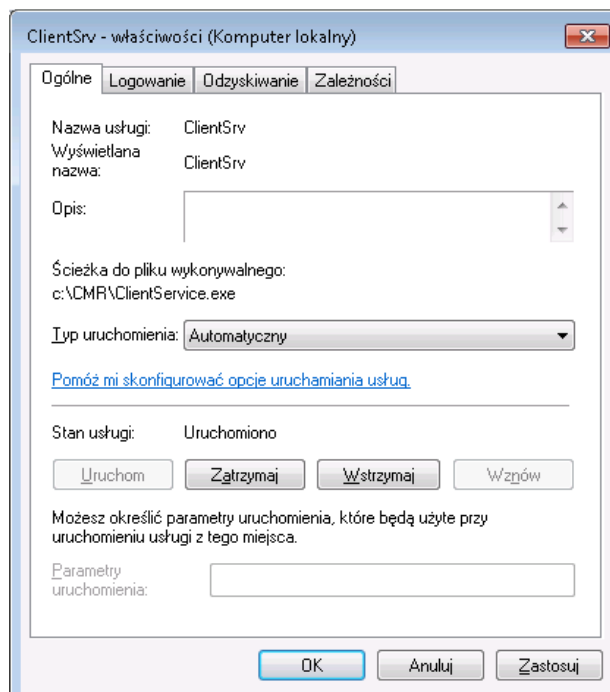 ClientSrv - właściwości (Komputer lokalny)
Ogólne Logowanie Odzyskiwanie Zależności
Nazwa usługi: ClientSrv
Wyświetlana
nazwa: ClientSrv
Opis:
Ścieżka do pliku wykonywalnego:
c:\CMR\ClientService.exe
Typ uruchomienia: Automatyczny
Pomóż mi skonfigurować opcje uruchamiania usług.
Stan usługi: Uruchomiono
Uruchom Zatrzymaj Wstrzymaj Wznów
Możesz określić parametry uruchomienia, które będą użyte przy
uruchomieniu usługi z tego miejsca.
Parametry
uruchomienia:
OK Anuluj Zastosuj